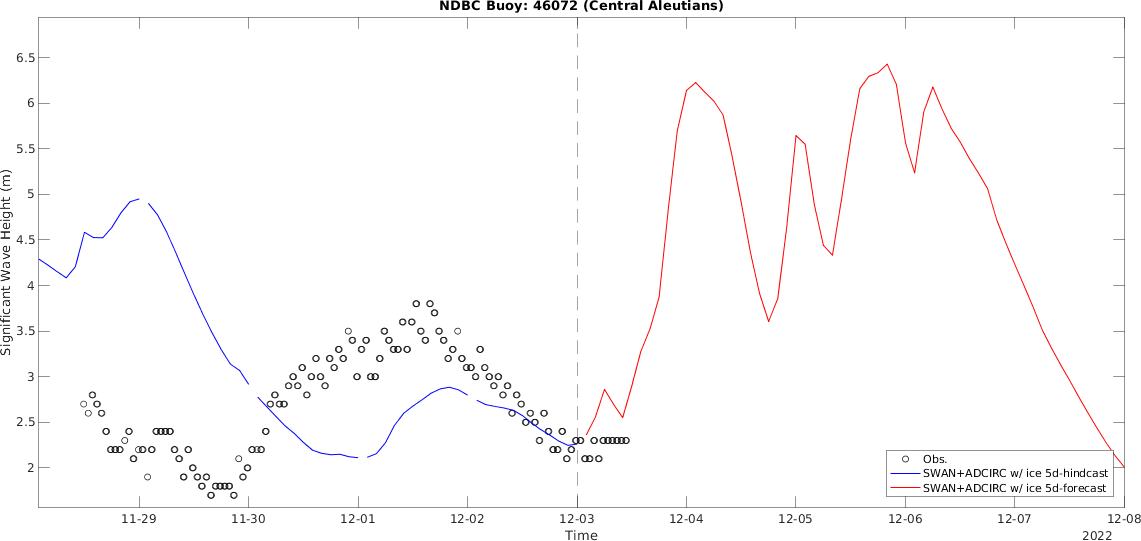 NDBC Buoy: 46072 (Central Aleutians)
Significant Wave Height (m)
6.5
6
5.5
5
4.5
4
3.5
3
2.5
2
Obs.
SWAN+ADCIRC w/ ice 5d-hindcast
SWAN+ADCIRC w/ ice 5d-forecast
11-29 11-30 12-01 12-02 12-03 12-04 12-05 12-06 12-07 12-08
Time
2022